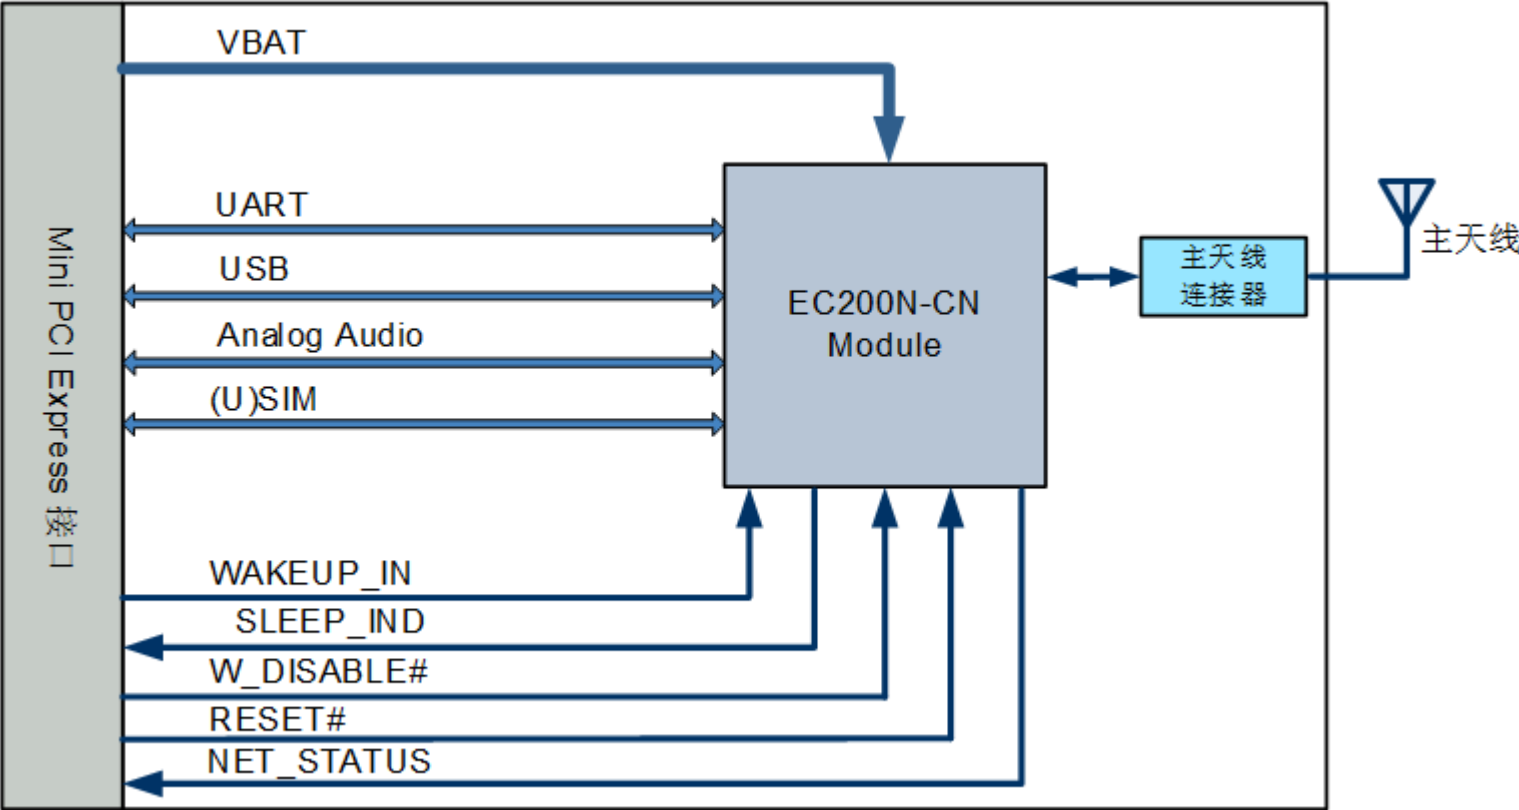 VBAT
UART
USB
Analog Audio
(U)SIM
Mini PCI Express 接口
EC200N-CN
Module
主天线
连接器
主天线
WAKEUP_IN
SLEEP_IND
W_DISABLE#
RESET#
NET_STATUS